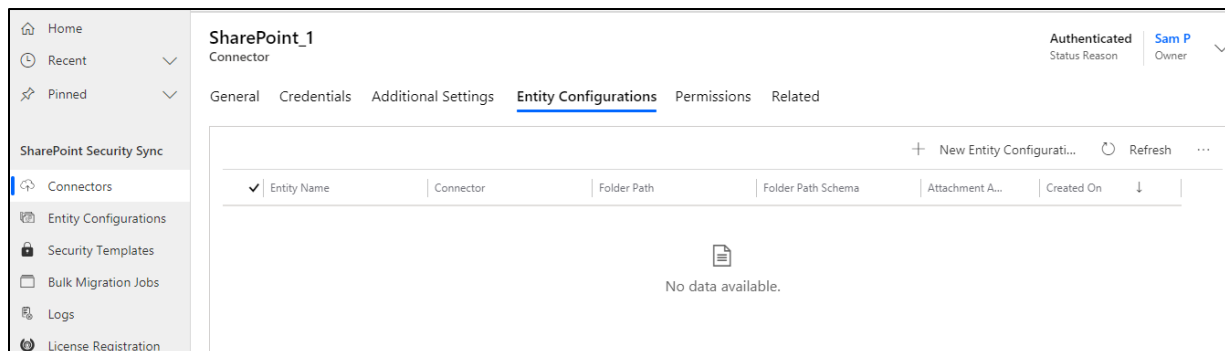 Home
Recent
Pinned
SharePoint Security Sync
Connectors
Entity Configurations
Security Templates
Bulk Migration Jobs
Logs
License Registration
SharePoint_1
Connector
Authenticated
Status Reason
Sam P
Owner
General Credentials Additional Settings Entity Configurations Permissions Related
New Entity Configurati... Refresh ...
Entity Name Connector Folder Path Folder Path Schema Attachment A... Created On
No data available.